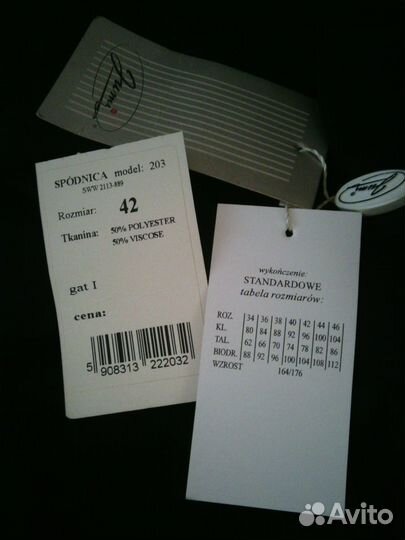 Zumi
SPÓDNICA model: 203
SWW 2113-889
Rozmiar: 42
Tkanina: 50% POLYESTER
50% VISCOSE
gat I
cena:
5 908313 222032
Zumi
wykończenie:
STANDARDOWE
tabela rozmiarów:
ROZ. 34 36 38 40 42 44 46
KL. 80 84 88 92 96 100 104
TAL. 62 66 70 74 78 82 86
BIODR. 88 92 96 100 104 108 112
WZROST 164/176
Avito